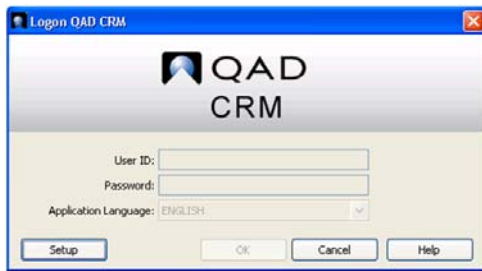 Logon QAD CRM
QAD
CRM
User ID:
Password:
Application Language: ENGLISH
Setup OK Cancel Help